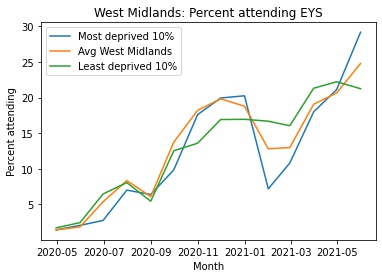 West Midlands: Percent attending EYS
Most deprived 10%
Avg West Midlands
Least deprived 10%
Percent attending
30
25
20
15
10
5
2020-05 2020-07 2020-09 2020-11 2021-01 2021-03 2021-05
Month